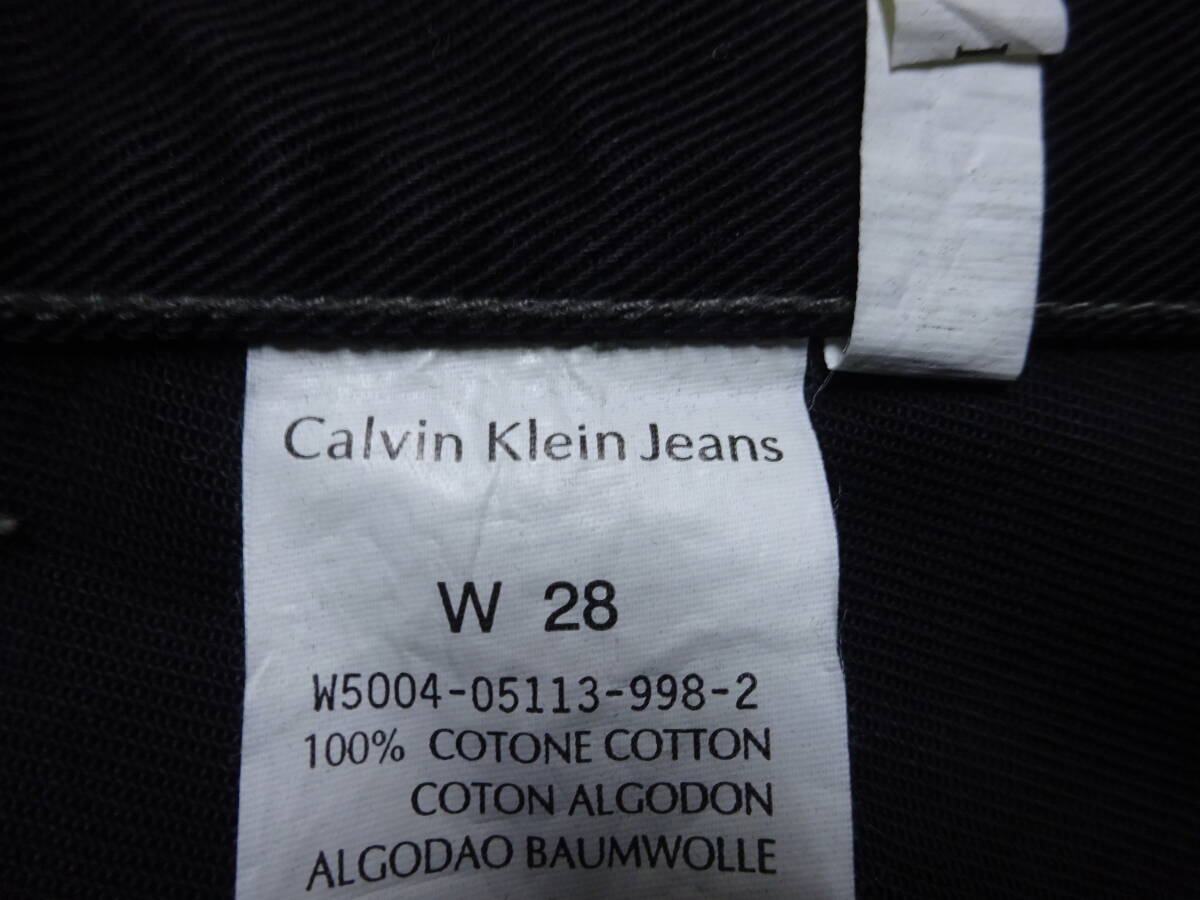 Calvin Klein Jeans
W 28
W5004-05113-998-2
100% COTONE COTTON
COTON ALGODON
ALGODAO BAUMWOLLE